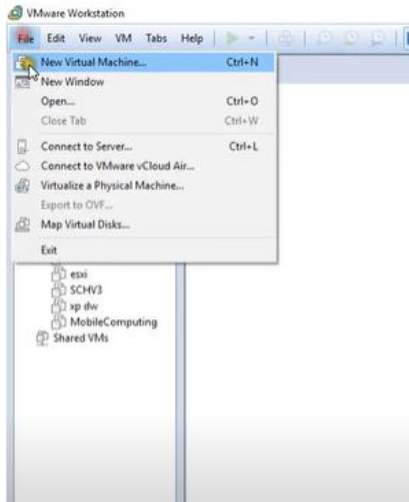 VMware Workstation
File Edit View VM Tabs Help
New Virtual Machine... Ctrl+N
New Window
Open... Ctrl+O
Close Tab Ctrl+W
Connect to Server... Ctrl+L
Connect to VMware vCloud Air...
Virtualize a Physical Machine...
Export to OVF...
Map Virtual Disks...
Exit
esxi
SCHV3
xp dw
MobileComputing
Shared VMs